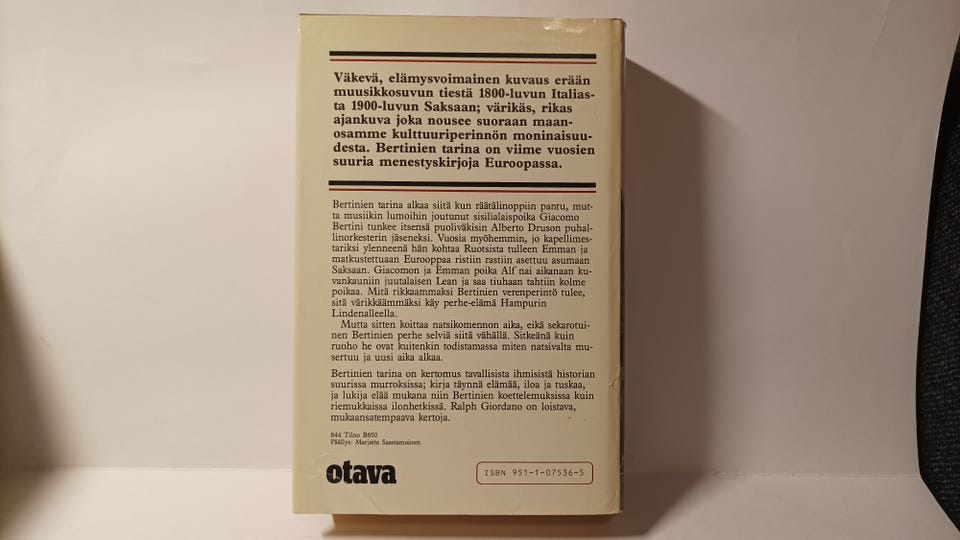 Väkevä, elämysvoimainen kuvaus erään
muusikkosuvun tiestä 1800-luvun Italias-
ta 1900-luvun Saksaan; värikäs, rikas
ajankuva joka nousee suoraan maan-
osamme kulttuuriperinnön moninaisuu-
desta. Bertinien tarina on viime vuosien
suuria menestyskirjoja Euroopassa.
Bertinien tarina alkaa siitä kun räätälinoppiin pantu, mut-
ta musiikin lumoihin joutunut sisilialaispoika Giacomo
Bertini tunkee itsensä puoliväkisin Alberto Druson puhal-
linorkesterin jäseneksi. Vuosia myöhemmin, jo kapellimes-
tariksi ylenneenä hän kohtaa Ruotsista tulleen Emman ja
matkustettuaan Eurooppaa ristiin rastiin asettuu asumaan
Saksaan. Giacomon ja Emman poika Alf nai aikanaan ku-
vankauniin juutalaisen Lean ja saa tiuhaan tahtiin kolme
poikaa. Mitä rikkaammaksi Bertinien verenperintö tulee,
sitä värikkäämmäksi käy perhe-elämä Hampurin
Lindenalleella.
Mutta sitten koittaa natsikomennon aika, eikä sekarotui-
nen Bertinien perhe selviä siitä vähällä. Sitkeänä kuin
ruoho he ovat kuitenkin todistamassa miten natsivalta mu-
sertuu ja uusi aika alkaa.
Bertinien tarina on kertomus tavallisista ihmisistä historian
suurissa murroksissa; kirja täynnä elämää, iloa ja tuskaa,
ja lukija elää mukana niin Bertinien koettelemuksissa kuin
riemukkaissa ilonhetkissä. Ralph Giordano on loistava,
mukaansatempaava kertoja.
844 Tilno B650
Päällys: Marjatta Saastamoinen
otava
ISBN 951-1-07536-5